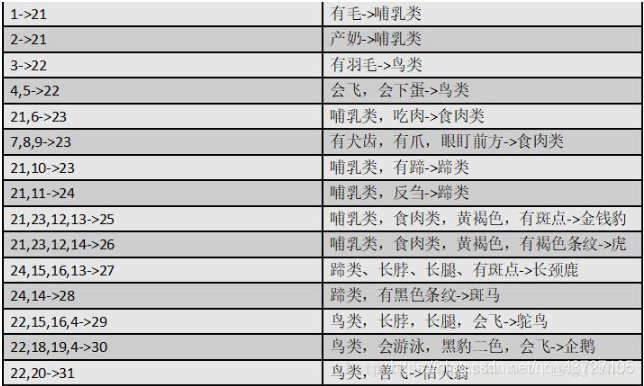 1->21 有毛->哺乳类
2->21 产奶->哺乳类
3->22 有羽毛->鸟类
4,5->22 会飞，会下蛋->鸟类
21,6->23 哺乳类，吃肉->食肉类
7,8,9->23 有犬齿，有爪，眼盯前方->食肉类
21,10->23 哺乳，有蹄->蹄类
21,11->24 哺乳类，反刍->蹄类
21,23,12,13->25 哺乳类，食肉类，黄褐色，有斑点->金钱豹
21,23,12,14->26 哺乳类，食肉类，黄褐色，有褐色条纹->虎
24,15,16,13->27 蹄类、长脖、长腿、有斑点->长颈鹿
24,14->28 蹄类，有黑色条纹->斑马
22,15,16,4->29 鸟类，长脖，长腿，会飞->鸵鸟
22,18,19,4->30 鸟类，会游泳，黑豹二色，会飞->企鹅
22,20->31 鸟类，善飞->信天翁